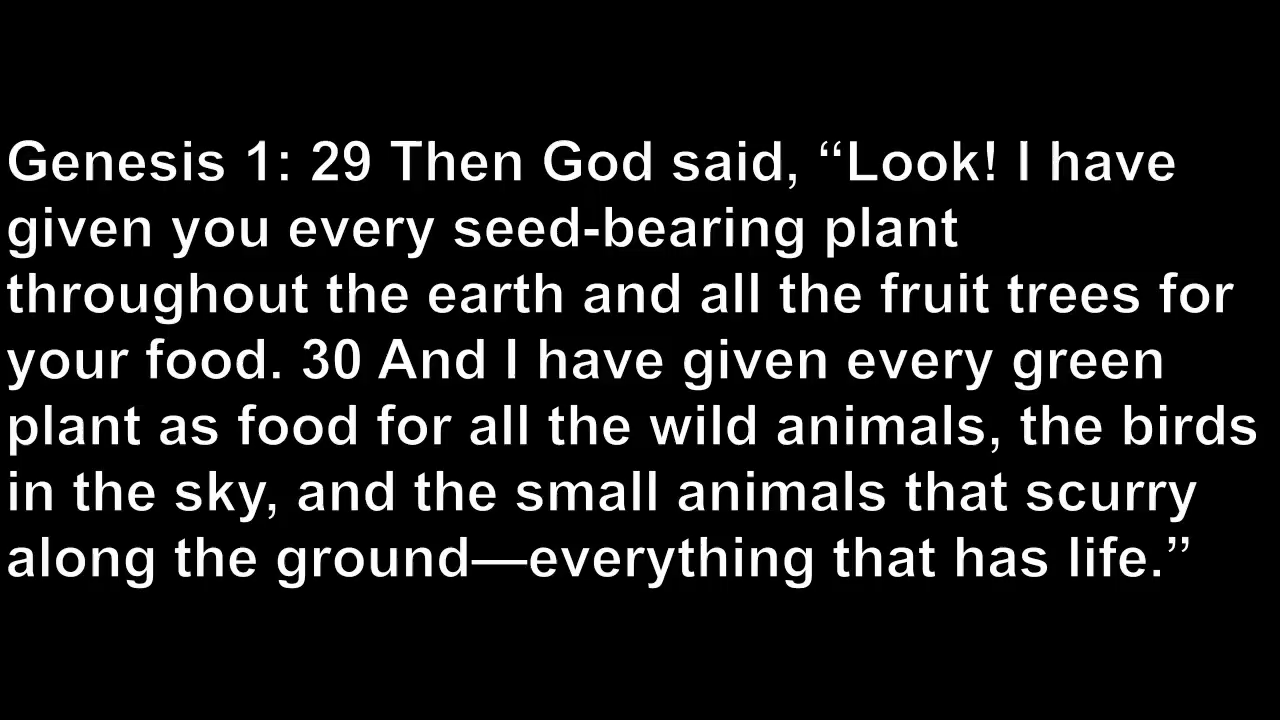 Genesis 1: 29 Then God said, “Look! I have
given you every seed-bearing plant
throughout the earth and all the fruit trees for
your food. 30 And I have given every green
plant as food for all the wild animals, the birds
in the sky, and the small animals that scurry
along the ground—everything that has life.”